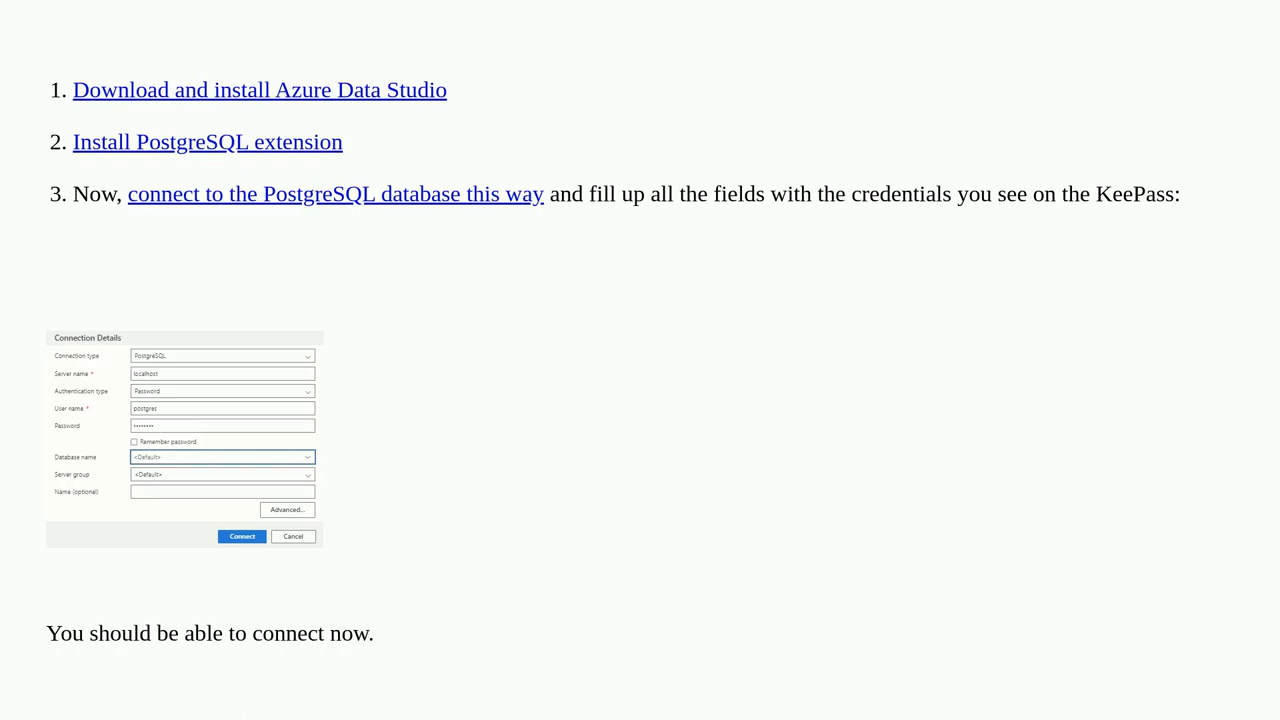 1. Download and install Azure Data Studio
2. Install PostgreSQL extension
3. Now, connect to the PostgreSQL database this way and fill up all the fields with the credentials you see on the KeePass:
Connection Details
Connection type PostgreSQL
Server name * localhost
Authentication type Password
User name * postgres
Password ••••••••
Remember password
Database name <Default>
Server group <Default>
Name (optional)
Advanced...
Connect Cancel
You should be able to connect now.